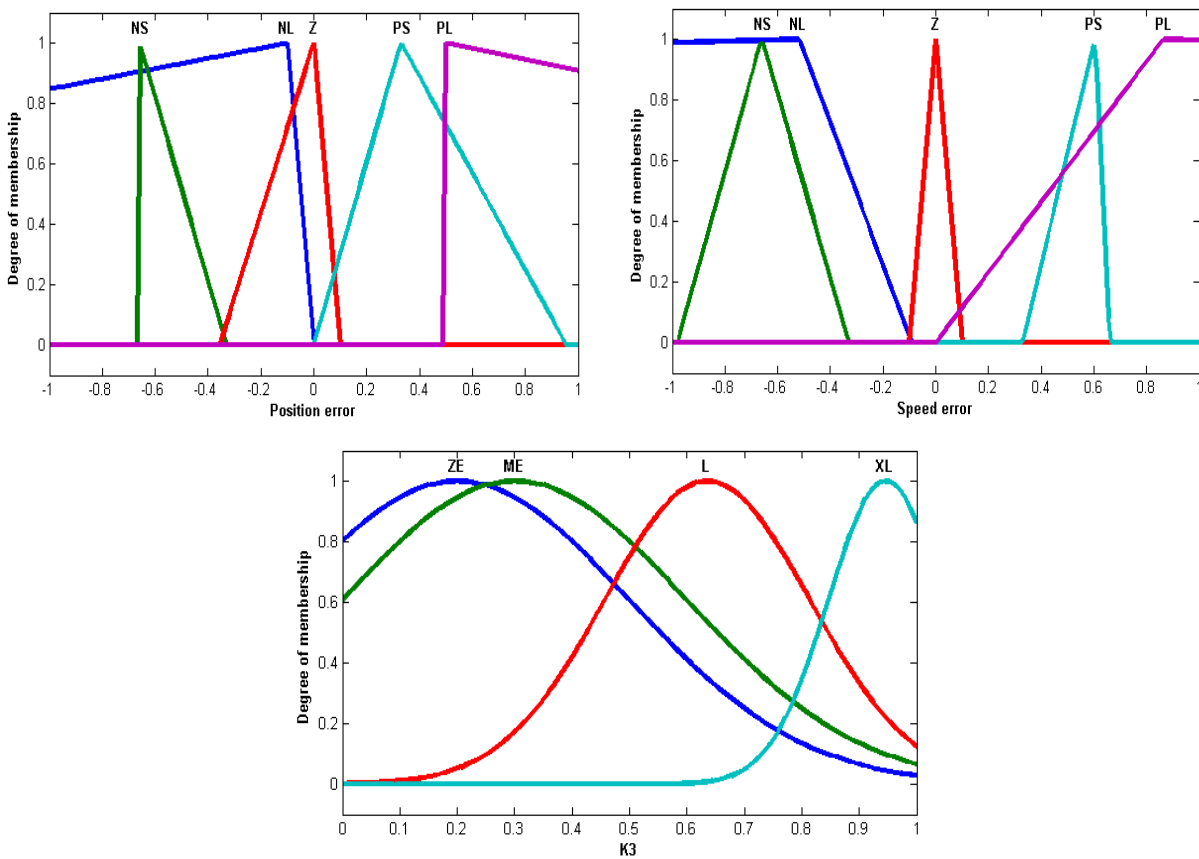 NS NL Z PS PL
1
0.8
0.6
0.4
0.2
0
Degree of membership
-1 -0.8 -0.6 -0.4 -0.2 0 0.2 0.4 0.6 0.8 1
Position error
NS NL Z PS PL
1
0.8
0.6
0.4
0.2
0
Degree of membership
-1 -0.8 -0.6 -0.4 -0.2 0 0.2 0.4 0.6 0.8 1
Speed error
ZE ME L XL
1
0.8
0.6
0.4
0.2
0
Degree of membership
0 0.1 0.2 0.3 0.4 0.5 0.6 0.7 0.8 0.9 1
K3